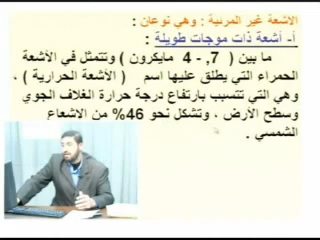 الاشعة غير المرئية : وهي نوعان :
أ- أشعة ذات موجات طويلة :
ما بين ( 7, - 4 مايكرون ) وتتمثل في الأشعة
الحمراء التي يطلق عليها اسم ( الأشعة الحرارية ) ،
وهي التي تتسبب بارتفاع درجة حرارة الغلاف الجوي
وسطح الأرض ، وتشكل نحو 46% من الاشعاع
الشمسي .